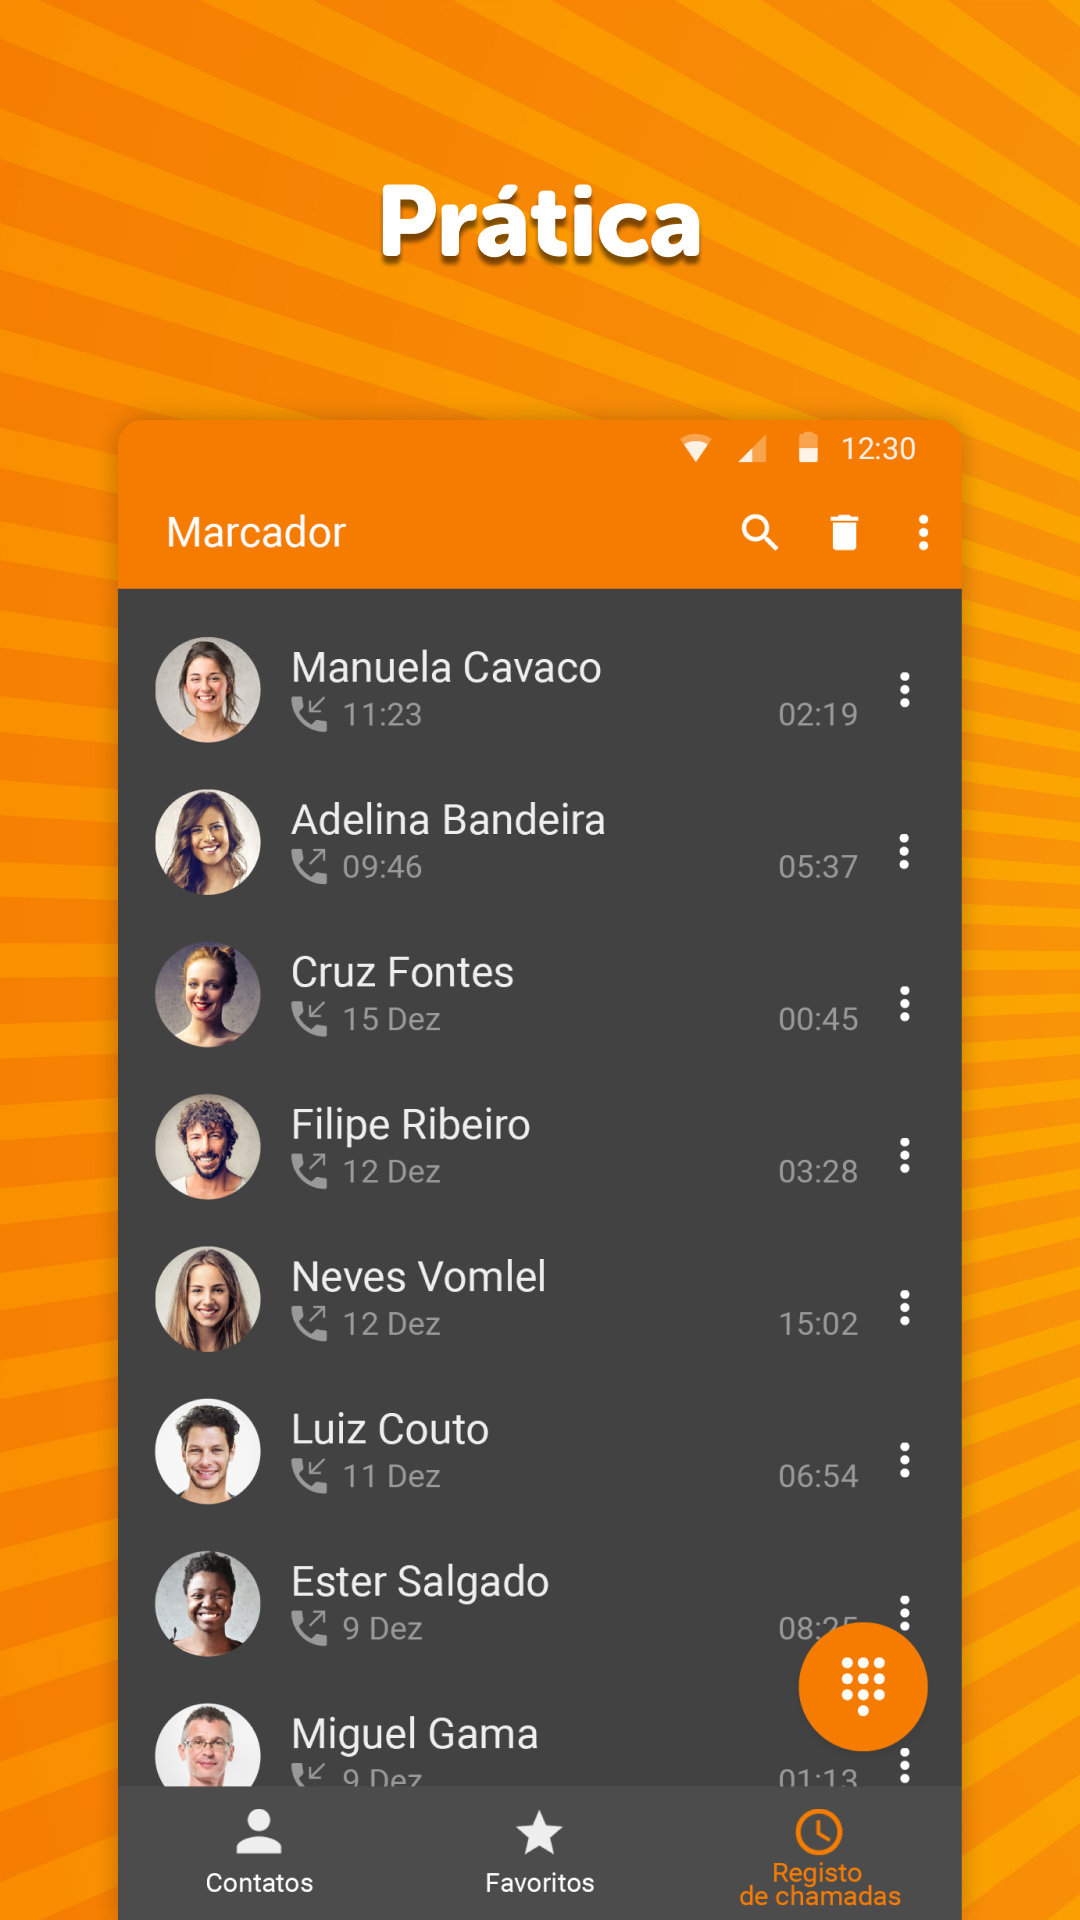 Prática
12:30
Marcador
Manuela Cavaco
11:23
02:19
Adelina Bandeira
09:46
05:37
Cruz Fontes
15 Dez
00:45
Filipe Ribeiro
12 Dez
03:28
Neves Vomlel
12 Dez
15:02
Luiz Couto
11 Dez
06:54
Ester Salgado
9 Dez
08:25
Miguel Gama
9 Dez
01:13
Contatos
Favoritos
Registo
de chamadas